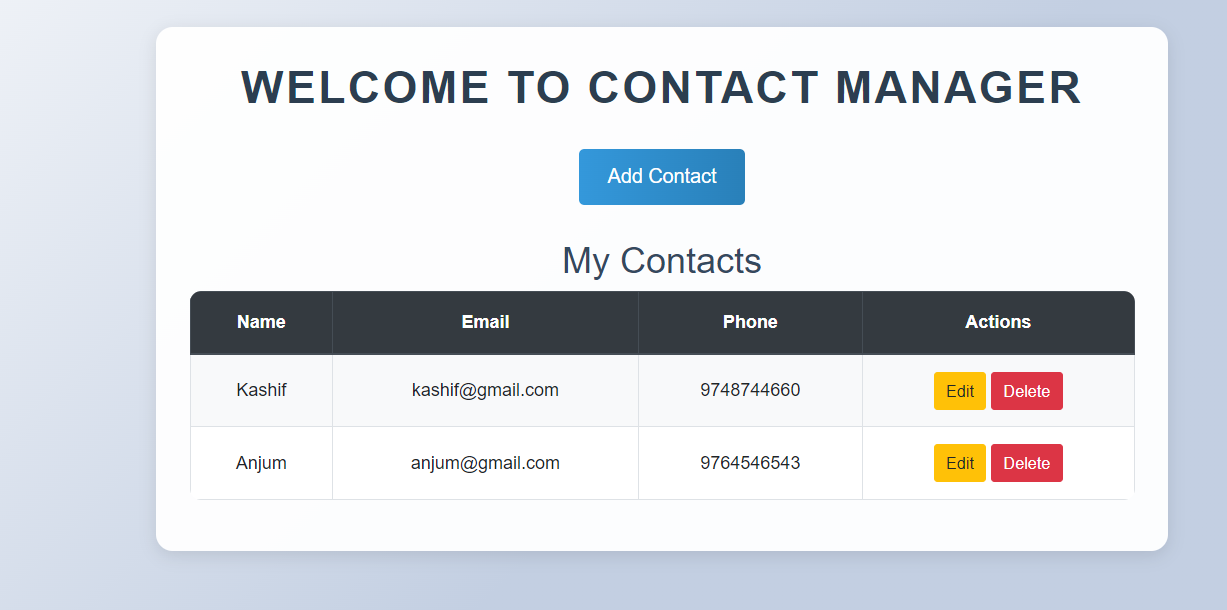 WELCOME TO CONTACT MANAGER
Add Contact
My Contacts
Name Email Phone Actions
Kashif kashif@gmail.com 9748744660 Edit Delete
Anjum anjum@gmail.com 9764546543 Edit Delete